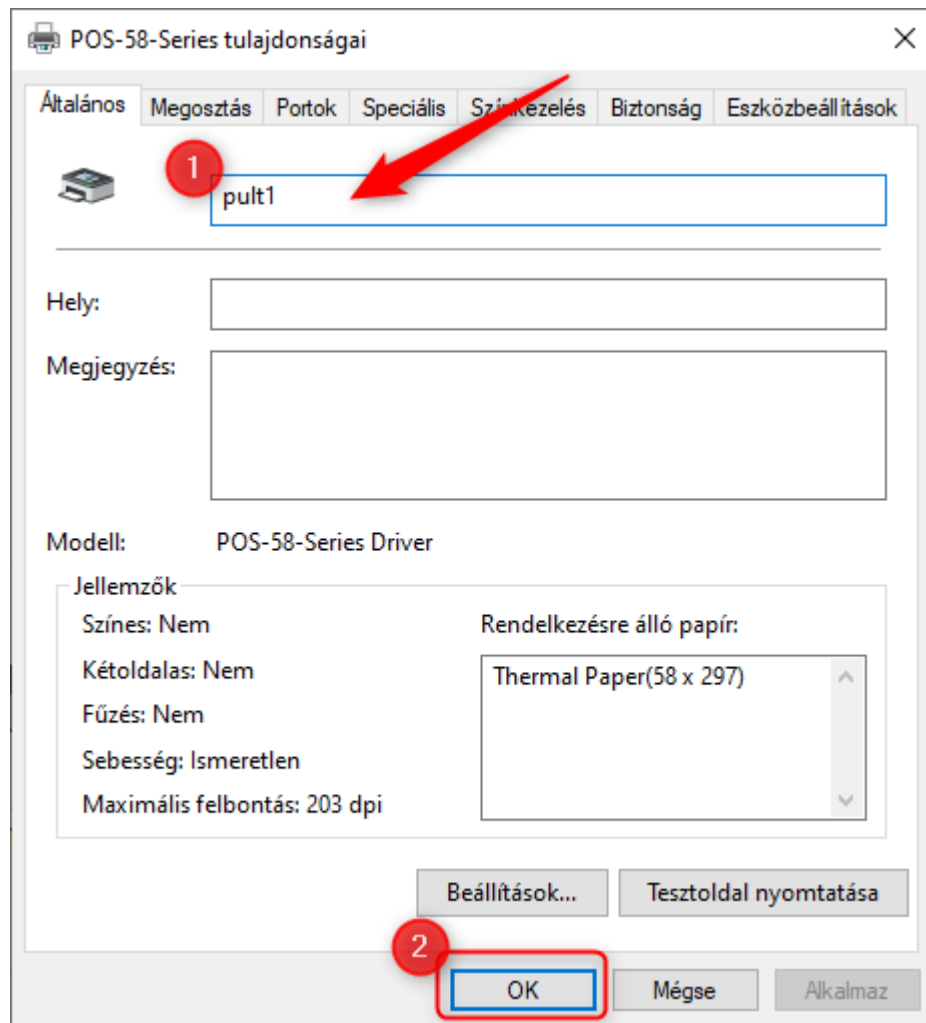 POS-58-Series tulajdonságai
Általános Megosztás Portok Speciális Színkezelés Biztonság Eszközbeállítások
1
pult1
Hely:
Megjegyzés:
Modell: POS-58-Series Driver
Jellemzők
Színes: Nem
Rendelkezésre álló papír:
Kétoldalas: Nem
Thermal Paper(58 x 297)
Fűzés: Nem
Sebesség: Ismeretlen
Maximális felbontás: 203 dpi
Beállítások... Tesztoldal nyomtatása
2
OK Mégse Alkalmaz